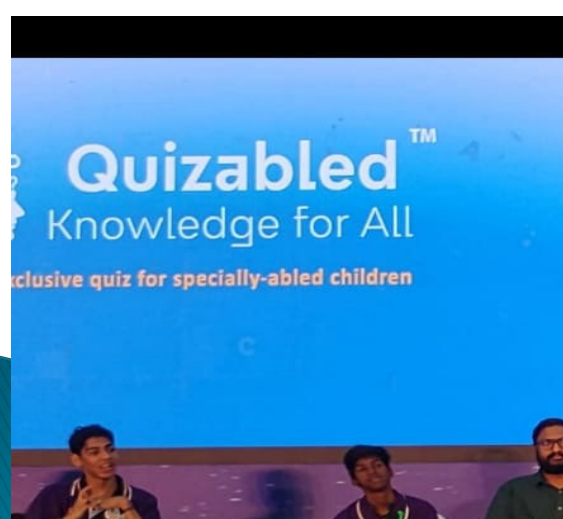 Quizabled™
Knowledge for All
xclusive quiz for specially-abled children